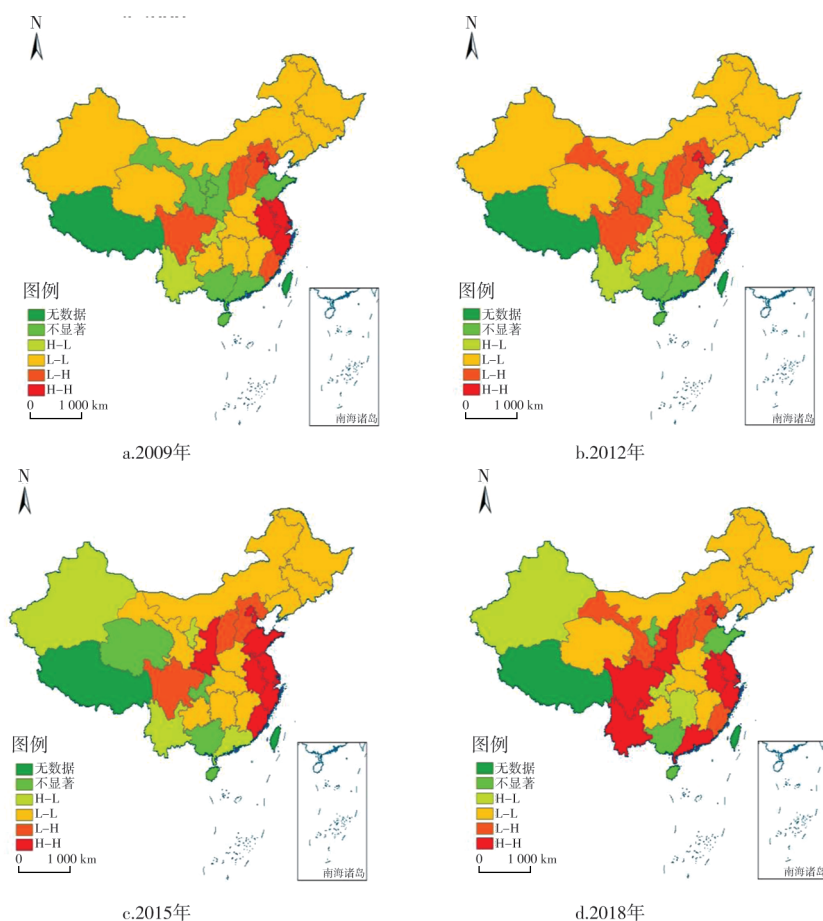 N
图例
无数据
不显著
H-L
L-L
L-H
H-H
0 1 000 km
南海诸岛
a.2009年
N
图例
无数据
不显著
H-L
L-L
L-H
H-H
0 1 000 km
南海诸岛
b.2012年
N
图例
无数据
不显著
H-L
L-L
L-H
H-H
0 1 000 km
南海诸岛
c.2015年
N
图例
无数据
不显著
H-L
L-L
L-H
H-H
0 1 000 km
南海诸岛
d.2018年